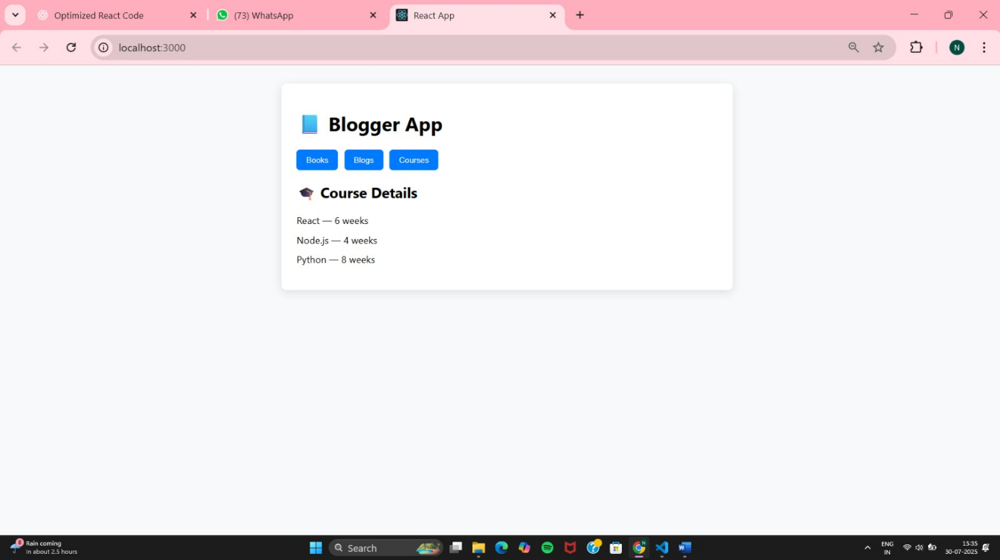 Optimized React Code
(73) WhatsApp
React App
localhost:3000
N
Blogger App
Books Blogs Courses
Course Details
React — 6 weeks
Node.js — 4 weeks
Python — 8 weeks
8
Rain coming
In about 2.5 hours
Search
N
ENG
IN
15:35
30-07-2025